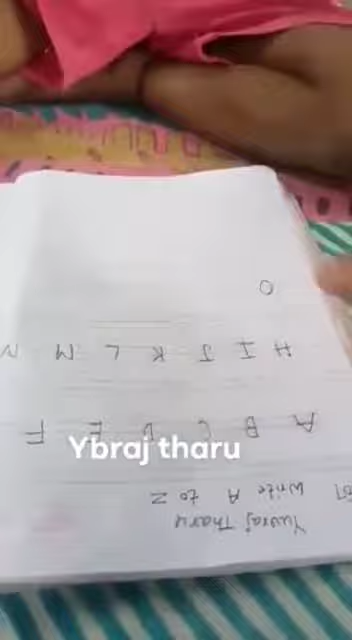 Yuvraj Tharu
Write A to Z
A B C D E F
H I J K L M N
O
Ybraj tharu